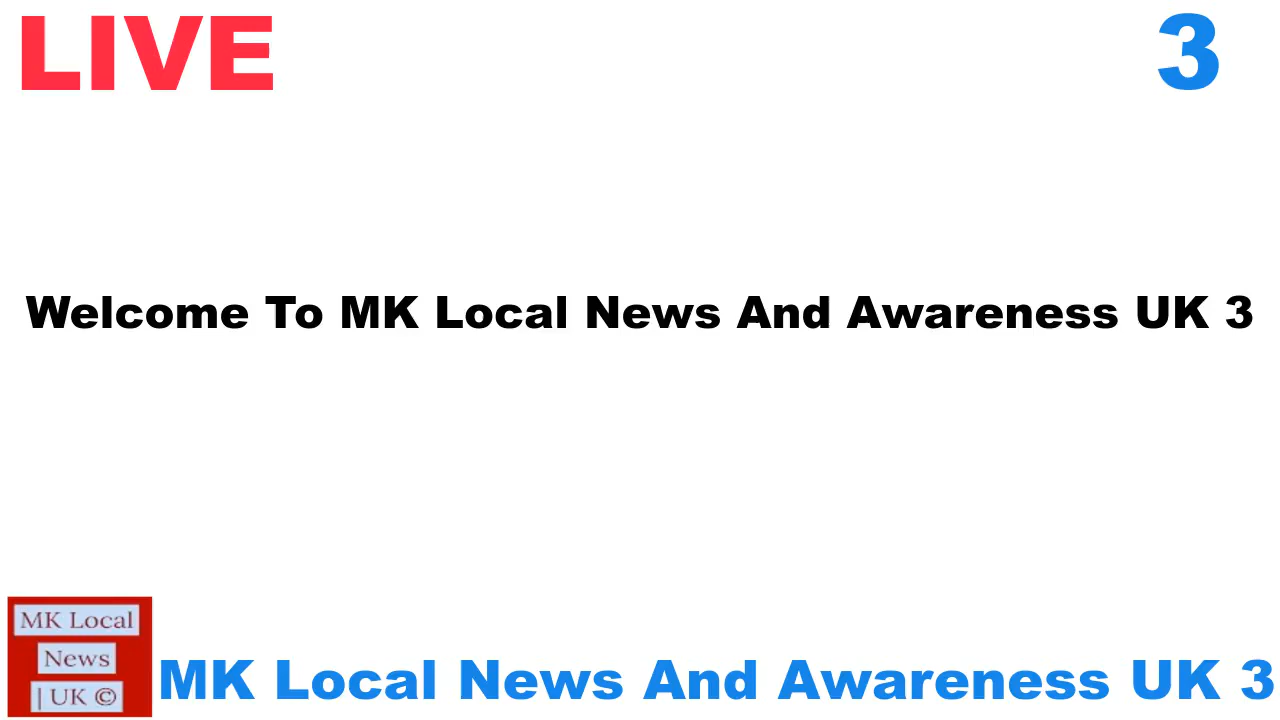 LIVE
3
Welcome To MK Local News And Awareness UK 3
MK Local
News
| UK ©
MK Local News And Awareness UK 3